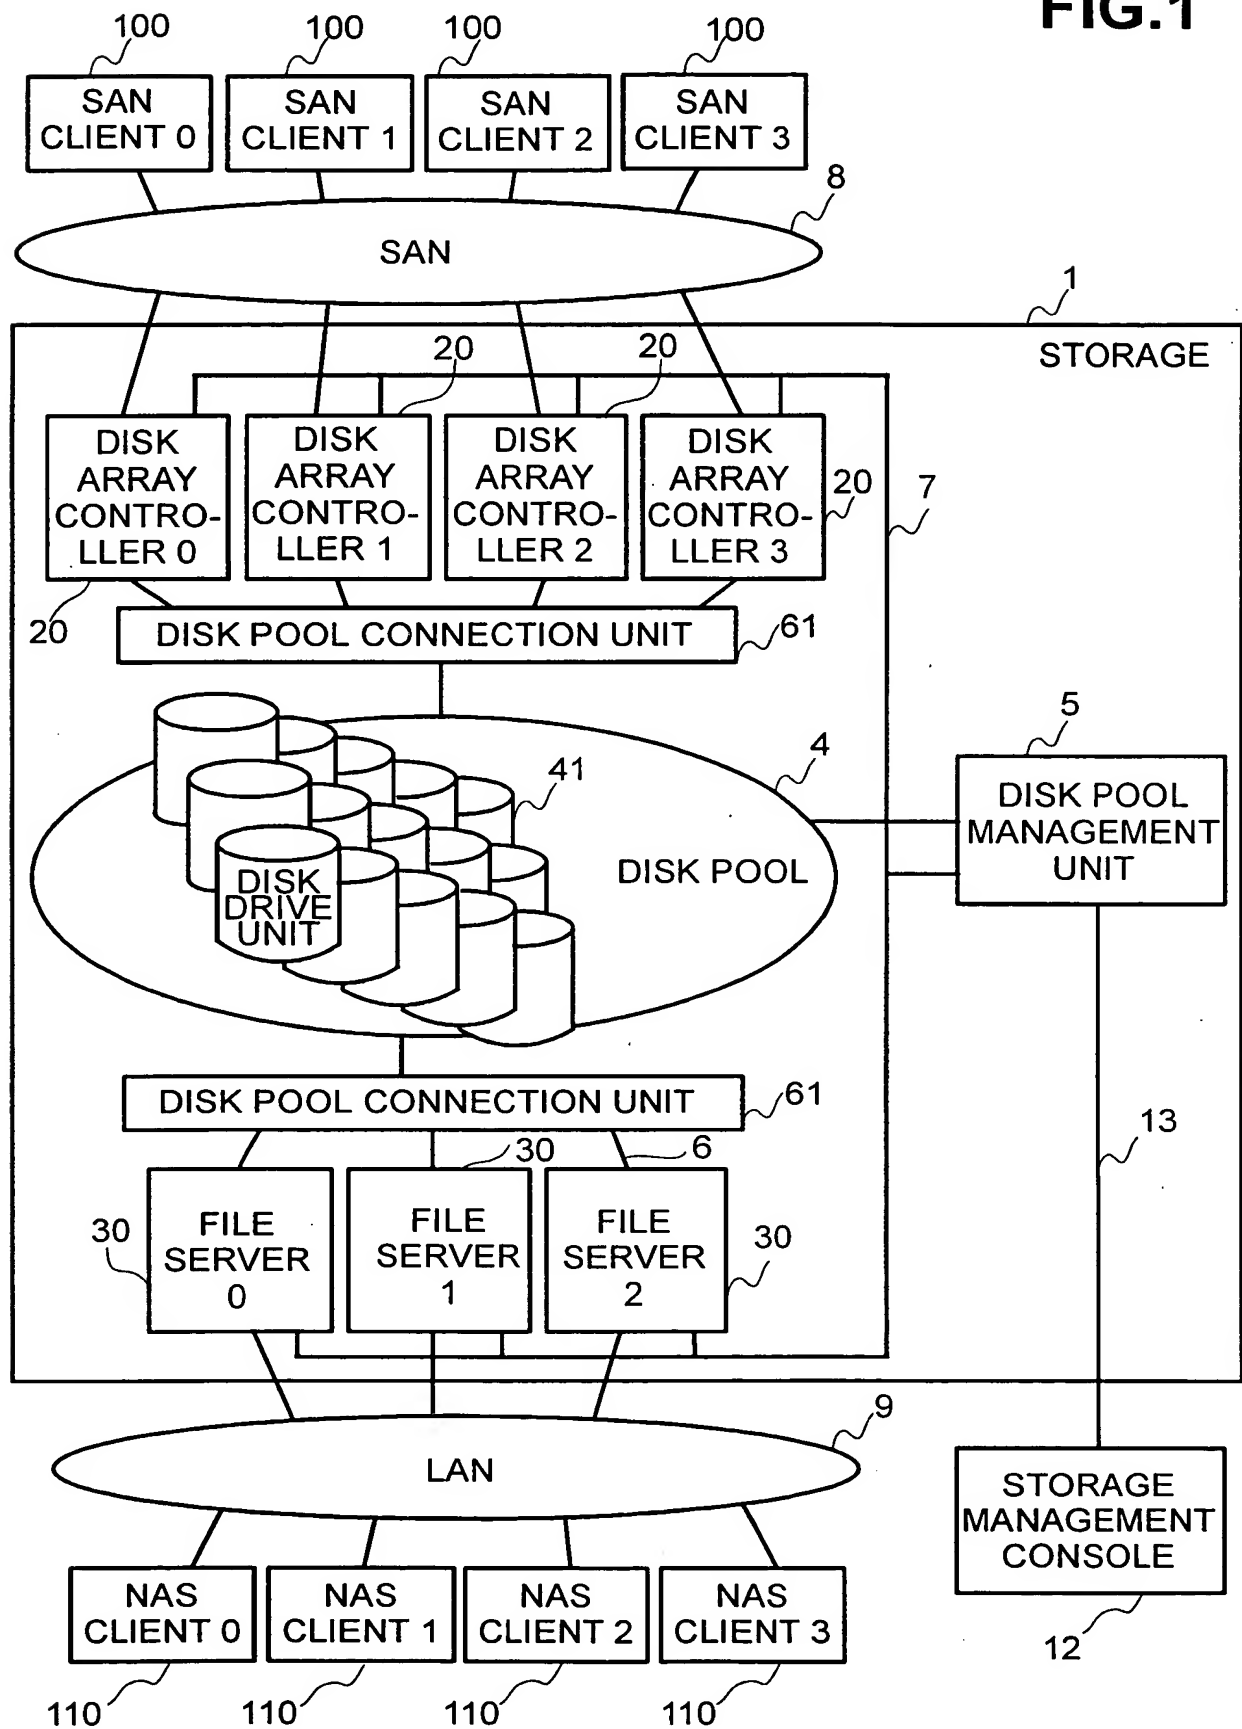 FIG.1
100 100 100 100
SAN CLIENT 0
SAN CLIENT 1
SAN CLIENT 2
SAN CLIENT 3
8
SAN
1
STORAGE
20 20
DISK
ARRAY
CONTRO-
LLER 0
DISK
ARRAY
CONTRO-
LLER 1
DISK
ARRAY
CONTRO-
LLER 2
DISK
ARRAY
CONTRO-
LLER 3
20
7
20
DISK POOL CONNECTION UNIT
61
5
4
41
DISK POOL
MANAGEMENT
UNIT
DISK POOL
DISK
DRIVE
UNIT
DISK POOL CONNECTION UNIT
61
13
30
6
30
FILE
SERVER
0
FILE
SERVER
1
FILE
SERVER
2
30
9
LAN
STORAGE
MANAGEMENT
CONSOLE
12
NAS
CLIENT 0
NAS
CLIENT 1
NAS
CLIENT 2
NAS
CLIENT 3
110 110 110 110